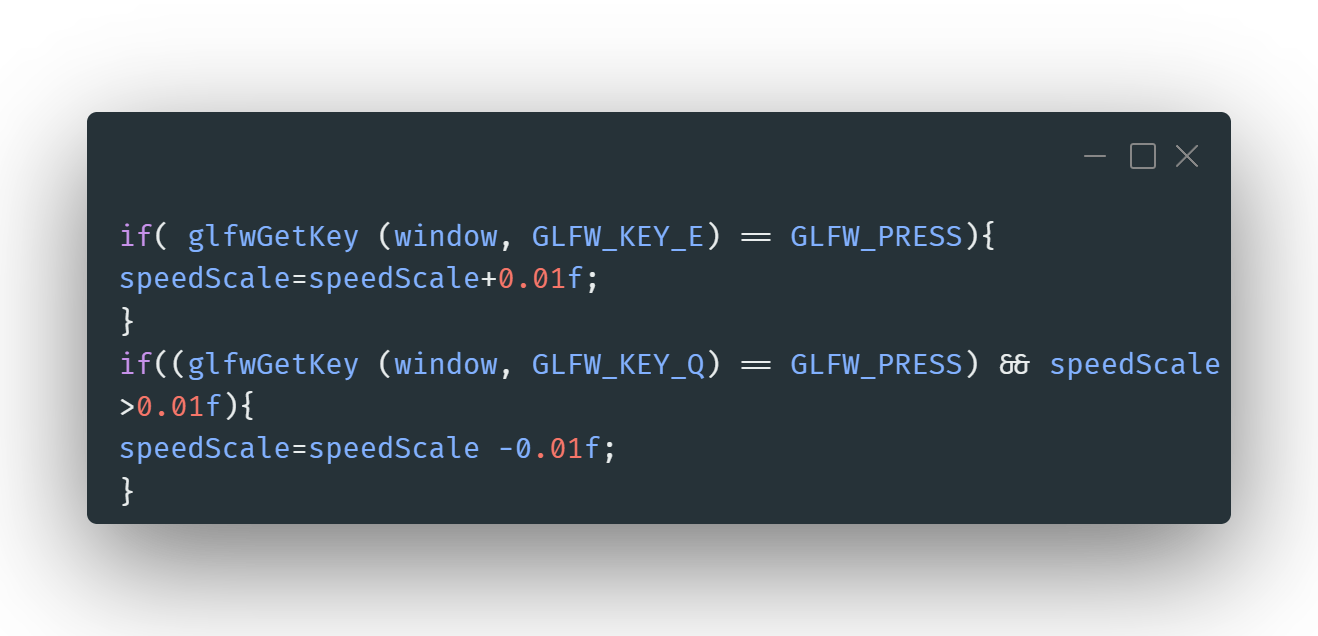 if( glfwGetKey (window, GLFW_KEY_E) == GLFW_PRESS){
speedScale=speedScale+0.01f;
}
if((glfwGetKey (window, GLFW_KEY_Q) == GLFW_PRESS) && speedScale
>0.01f){
speedScale=speedScale -0.01f;
}